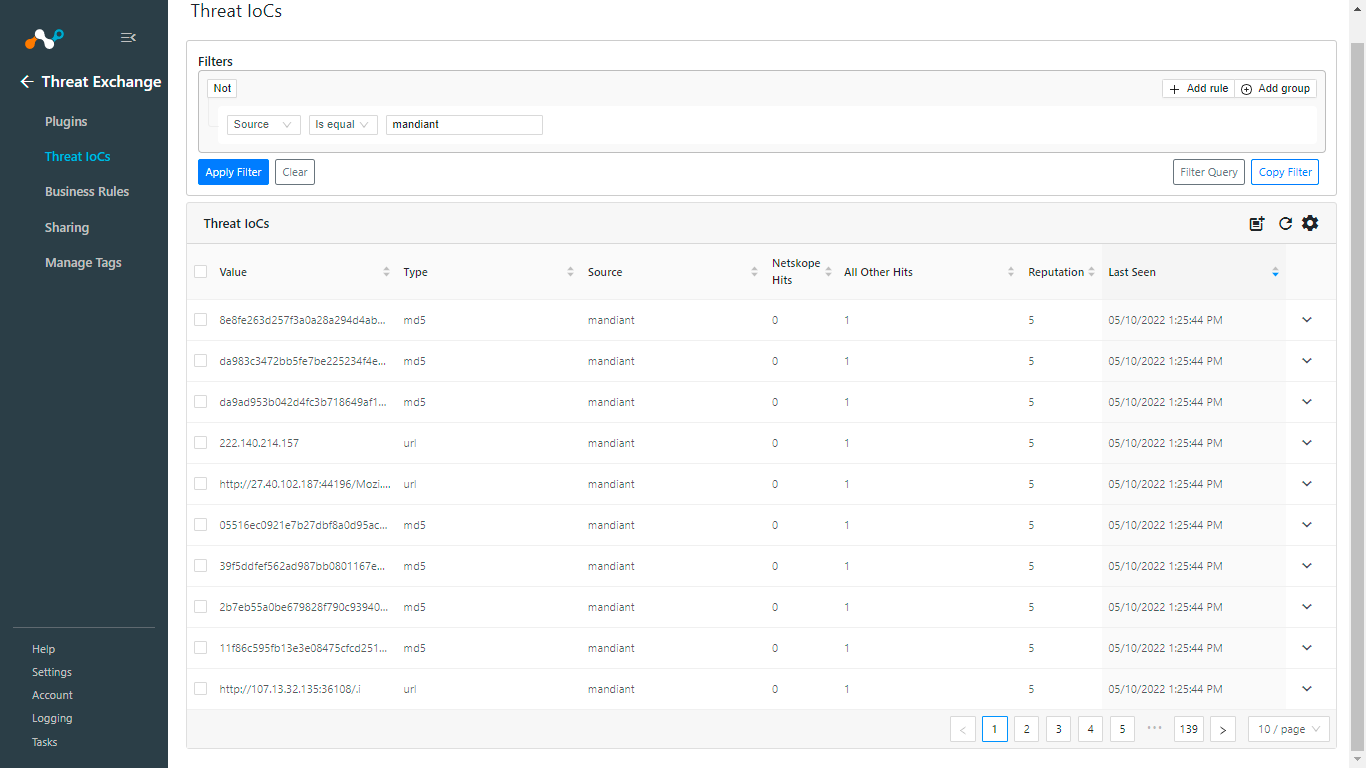 Threat IoCs
Threat Exchange
Plugins
Threat IoCs
Business Rules
Sharing
Manage Tags
Help
Settings
Account
Logging
Tasks
Filters
Not
Add rule
Add group
Source Is equal mandiant
Apply Filter Clear
Filter Query Copy Filter
Threat IoCs
Value Type Source Netskope Hits All Other Hits Reputation Last Seen
8e8fe263d257f3a0a28a294d4ab... md5 mandiant 0 1 5 05/10/2022 1:25:44 PM
da983c3472bb5fe7be225234f4e... md5 mandiant 0 1 5 05/10/2022 1:25:44 PM
da9ad953b042d4fc3b718649af1... md5 mandiant 0 1 5 05/10/2022 1:25:44 PM
222.140.214.157 url mandiant 0 1 5 05/10/2022 1:25:44 PM
http://27.40.102.187:44196/Mozi.... url mandiant 0 1 5 05/10/2022 1:25:44 PM
05516ec0921e7b27dbf8a0d95ac... md5 mandiant 0 1 5 05/10/2022 1:25:44 PM
39f5ddfef562ad987bb0801167e... md5 mandiant 0 1 5 05/10/2022 1:25:44 PM
2b7eb55a0be679828f790c93940... md5 mandiant 0 1 5 05/10/2022 1:25:44 PM
11f86c595fb13e3e08475cfcd251... md5 mandiant 0 1 5 05/10/2022 1:25:44 PM
http://107.13.32.135:36108/.i url mandiant 0 1 5 05/10/2022 1:25:44 PM
< 1 2 3 4 5 ••• 139 > 10 / page